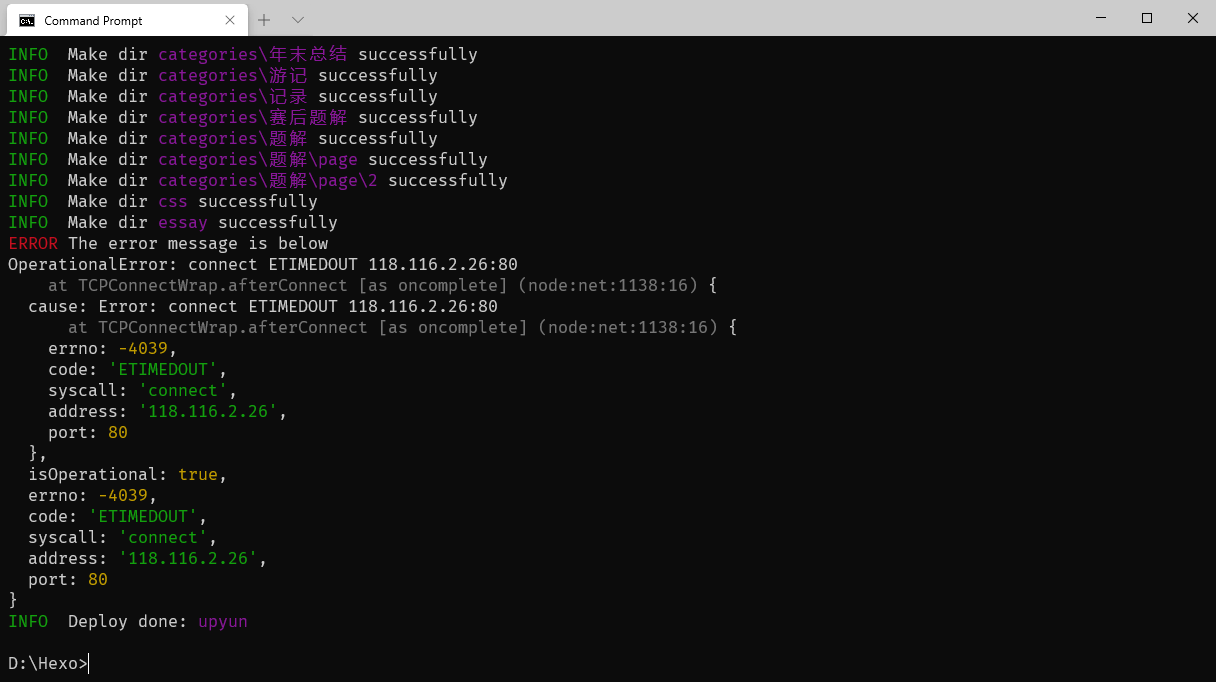 Command Prompt
INFO  Make dir categories\年末总结 successfully
INFO  Make dir categories\游记 successfully
INFO  Make dir categories\记录 successfully
INFO  Make dir categories\赛后题解 successfully
INFO  Make dir categories\题解 successfully
INFO  Make dir categories\题解\page successfully
INFO  Make dir categories\题解\page\2 successfully
INFO  Make dir css successfully
INFO  Make dir essay successfully
ERROR The error message is below
OperationalError: connect ETIMEDOUT 118.116.2.26:80
    at TCPConnectWrap.afterConnect [as oncomplete] (node:net:1138:16) {
  cause: Error: connect ETIMEDOUT 118.116.2.26:80
      at TCPConnectWrap.afterConnect [as oncomplete] (node:net:1138:16) {
    errno: -4039,
    code: 'ETIMEDOUT',
    syscall: 'connect',
    address: '118.116.2.26',
    port: 80
  },
  isOperational: true,
  errno: -4039,
  code: 'ETIMEDOUT',
  syscall: 'connect',
  address: '118.116.2.26',
  port: 80
}
INFO  Deploy done: upyun
D:\Hexo>